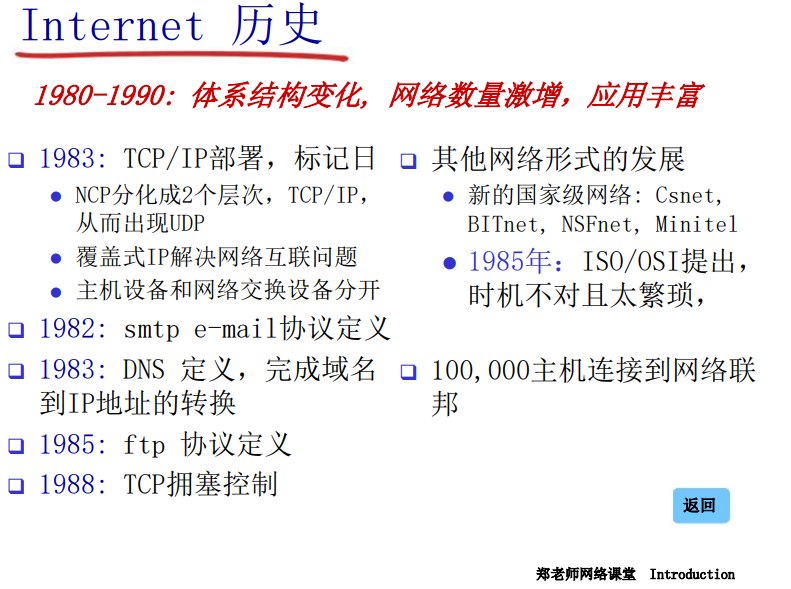 Internet 历史
1980-1990: 体系结构变化, 网络数量激增，应用丰富
1983: TCP/IP部署，标记日
NCP分化成2个层次，TCP/IP，
从而出现UDP
覆盖式IP解决网络互联问题
主机设备和网络交换设备分开
1982: smtp e-mail协议定义
1983: DNS 定义，完成域名
到IP地址的转换
1985: ftp 协议定义
1988: TCP拥塞控制
其他网络形式的发展
新的国家级网络: Csnet,
BITnet, NSFnet, Minitel
1985年：ISO/OSI提出，
时机不对且太繁琐，
100,000主机连接到网络联
邦
返回
郑老师网络课堂 Introduction